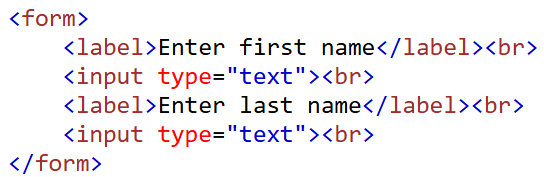 <form>
    <label>Enter first name</label><br>
    <input type="text"><br>
    <label>Enter last name</label><br>
    <input type="text"><br>
</form>